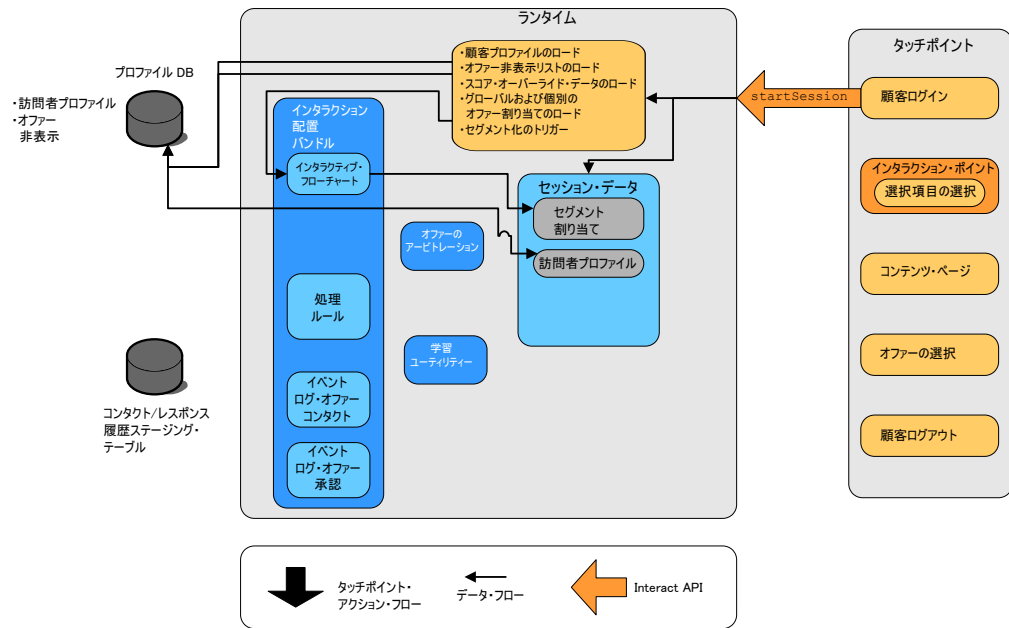 ランタイム
タッチポイント
プロファイル DB
・訪問者プロファイル
・オファー
非表示
・顧客プロファイルのロード
・オファー非表示リストのロード
・スコア・オーバーライド・データのロード
・グローバルおよび個別の
オファー割り当てのロード
・セグメント化のトリガー
startSession
顧客ログイン
インタラクション
配置
バンドル
インタラクティブ・
フローチャート
セッション・データ
セグメント
割り当て
訪問者プロファイル
インタラクション・ポイント
選択項目の選択
オファーの
アービトレーション
コンテンツ・ページ
処理
ルール
学習
ユーティリティー
オファーの選択
コンタクト/レスポンス
履歴ステージング・
テーブル
イベント
ログ・オファー
コンタクト
顧客ログアウト
イベント
ログ・オファー
承認
タッチポイント・
アクション・フロー
データ・フロー
Interact API